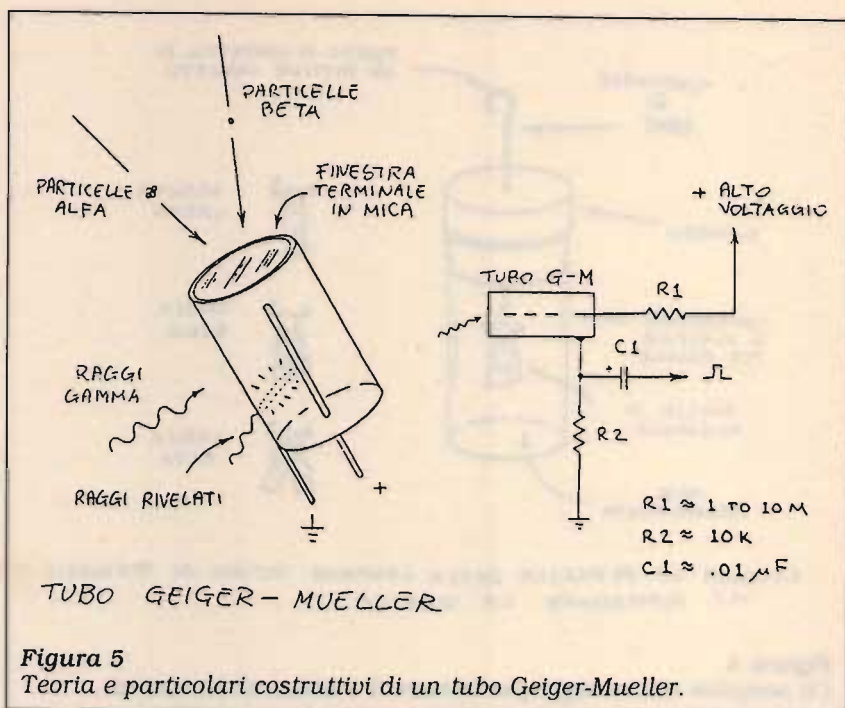 PARTICELLE
BETA
PARTICELLE
ALFA
FINESTRA
TERMINALE
IN MICA
RAGGI
GAMMA
RAGGI RIVELATI
+
TUBO GEIGER-MUELLER
+ ALTO
VOLTAGGIO
TUBO G-M
R1
C1
+
R2
R1 ≈ 1 TO 10M
R2 ≈ 10K
C1 ≈ .01 µF
Figura 5
Teoria e particolari costruttivi di un tubo Geiger-Mueller.